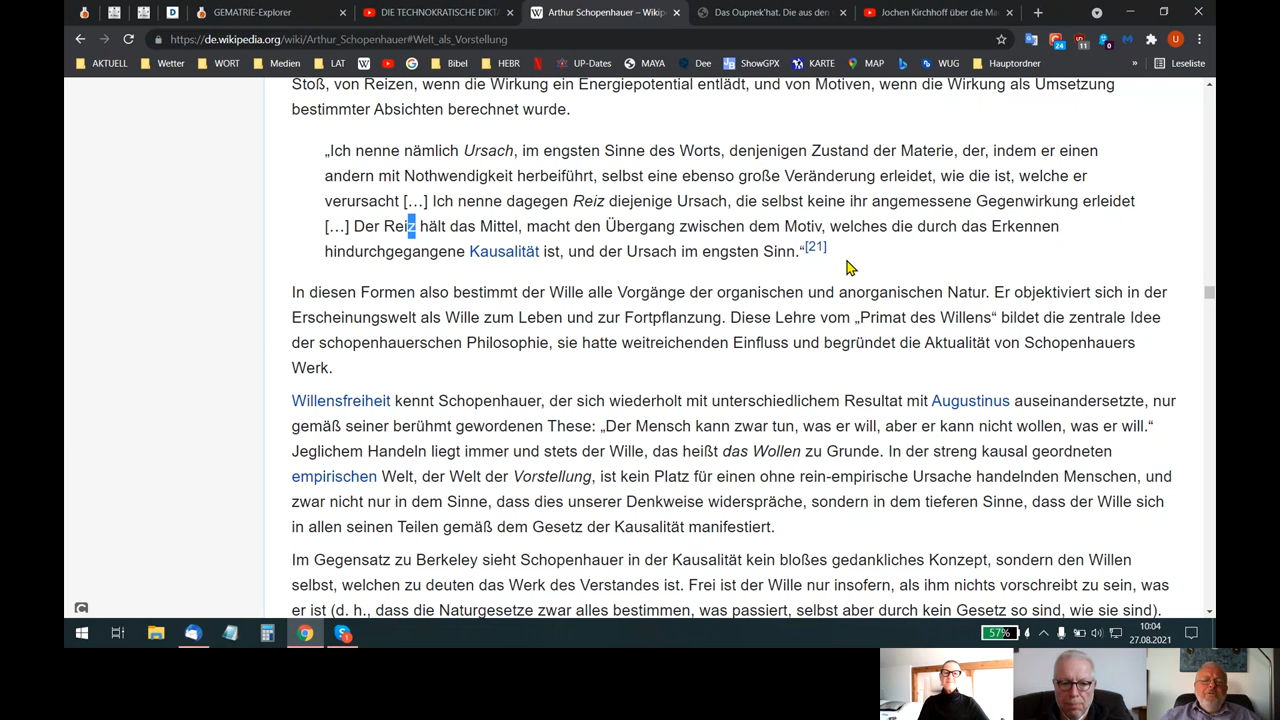 GEMATRIE-Explorer
DIE TECHNOKRATISCHE DIKT
Arthur Schopenhauer – Wikip
Das Oupnek'hat. Die aus den
Jochen Kirchhoff über die Ma
https://de.wikipedia.org/wiki/Arthur_Schopenhauer#Welt_als_Vorstellung
24
11
0
U
AKTUELL
Wetter
WORT
Medien
LAT
Bibel
HEBR
UP-Dates
MAYA
Dee
ShowGPX
KARTE
MAP
WUG
Hauptordner
»
Leseliste
Stoß, von Reizen, wenn die Wirkung ein Energiepotential entlädt, und von Motiven, wenn die Wirkung als Umsetzung
bestimmter Absichten berechnet wurde.
„Ich nenne nämlich Ursach, im engsten Sinne des Worts, denjenigen Zustand der Materie, der, indem er einen
andern mit Nothwendigkeit herbeiführt, selbst eine ebenso große Veränderung erleidet, wie die ist, welche er
verursacht […] Ich nenne dagegen Reiz diejenige Ursach, die selbst keine ihr angemessene Gegenwirkung erleidet
[…] Der Reiz hält das Mittel, macht den Übergang zwischen dem Motiv, welches die durch das Erkennen
hindurchgegangene Kausalität ist, und der Ursach im engsten Sinn.“[21]
In diesen Formen also bestimmt der Wille alle Vorgänge der organischen und anorganischen Natur. Er objektiviert sich in der
Erscheinungswelt als Wille zum Leben und zur Fortpflanzung. Diese Lehre vom „Primat des Willens“ bildet die zentrale Idee
der schopenhauerschen Philosophie, sie hatte weitreichenden Einfluss und begründet die Aktualität von Schopenhauers
Werk.
Willensfreiheit kennt Schopenhauer, der sich wiederholt mit unterschiedlichem Resultat mit Augustinus auseinandersetzte, nur
gemäß seiner berühmt gewordenen These: „Der Mensch kann zwar tun, was er will, aber er kann nicht wollen, was er will.“
Jeglichem Handeln liegt immer und stets der Wille, das heißt das Wollen zu Grunde. In der streng kausal geordneten
empirischen Welt, der Welt der Vorstellung, ist kein Platz für einen ohne rein-empirische Ursache handelnden Menschen, und
zwar nicht nur in dem Sinne, dass dies unserer Denkweise widerspräche, sondern in dem tieferen Sinne, dass der Wille sich
in allen seinen Teilen gemäß dem Gesetz der Kausalität manifestiert.
Im Gegensatz zu Berkeley sieht Schopenhauer in der Kausalität kein bloßes gedankliches Konzept, sondern den Willen
selbst, welchen zu deuten das Werk des Verstandes ist. Frei ist der Wille nur insofern, als ihm nichts vorschreibt zu sein, was
er ist (d. h., dass die Naturgesetze zwar alles bestimmen, was passiert, selbst aber durch kein Gesetz so sind, wie sie sind).
57%
10:04
27.08.2021